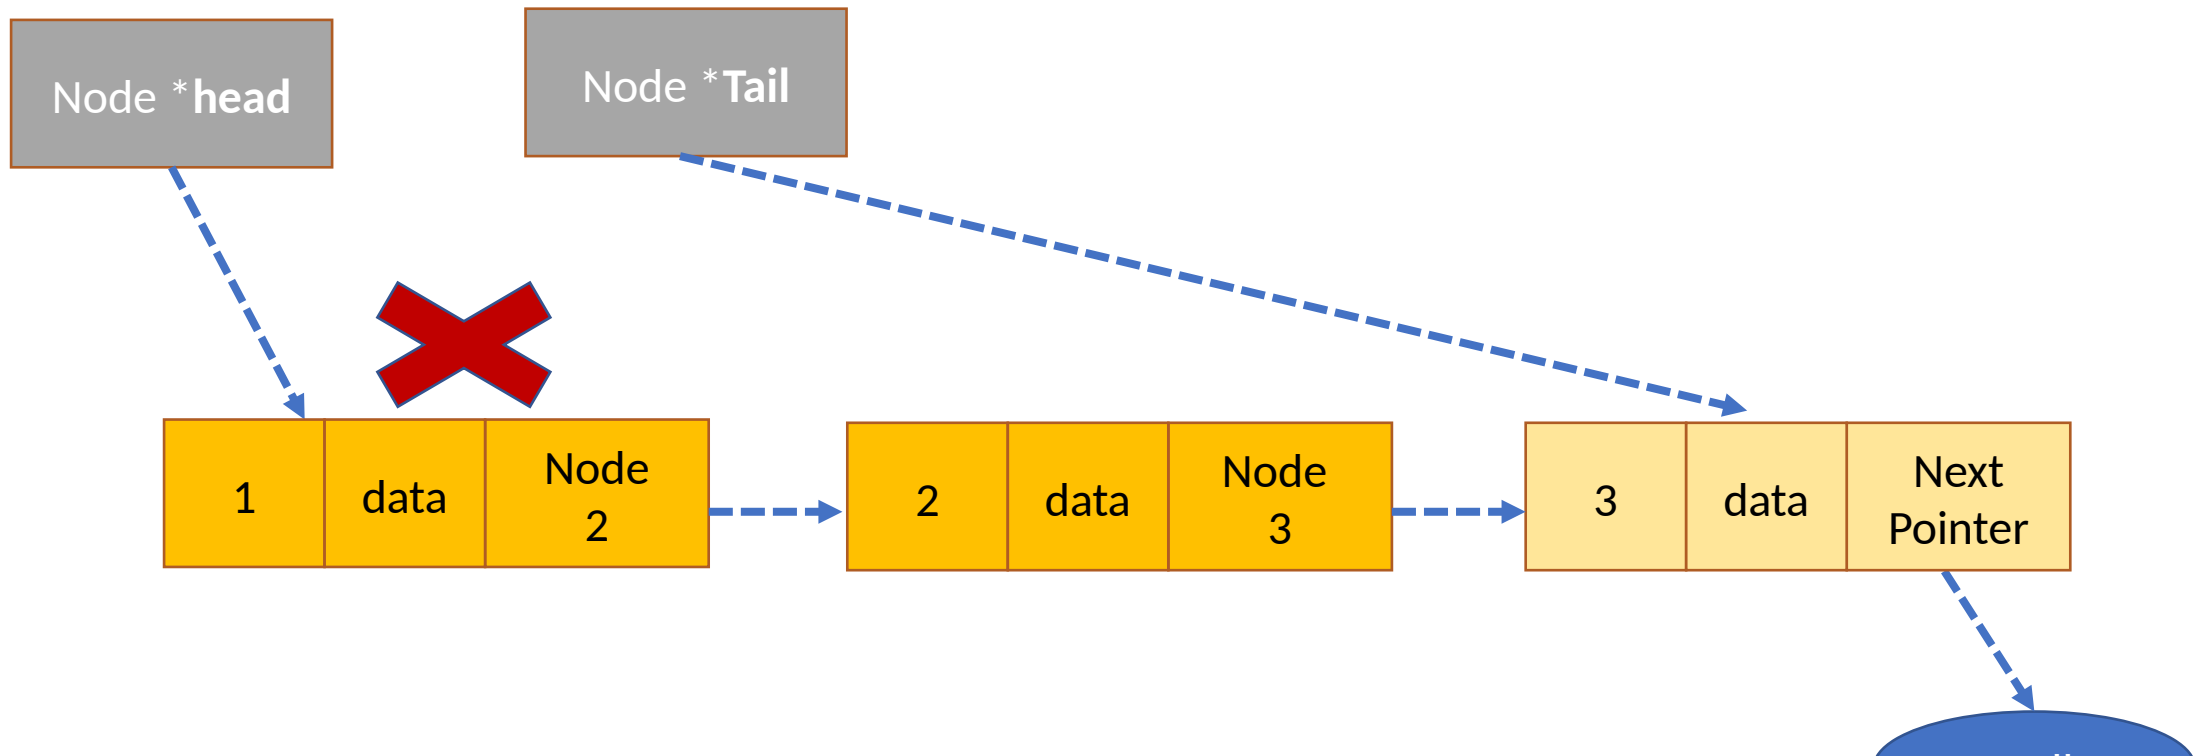 Node *head
Node *Tail
1
data
Node
2
2
data
Node
3
3
data
Next
Pointer